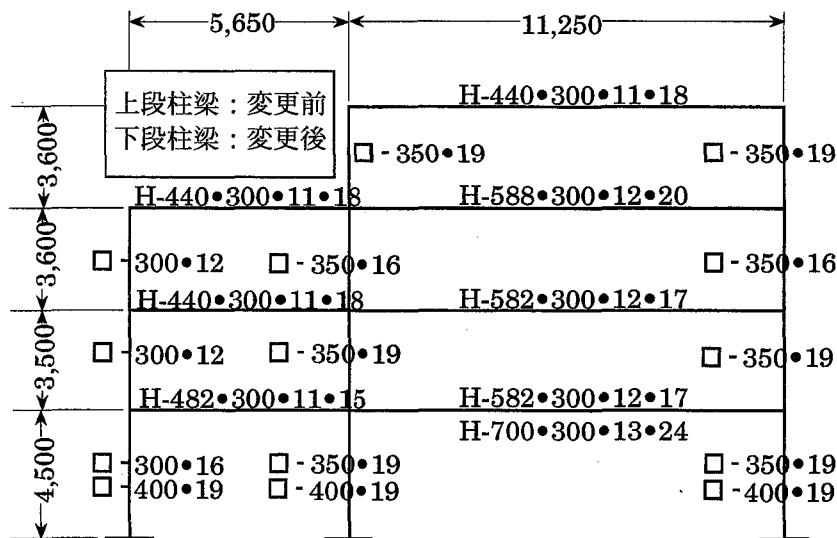 5,650 11,250
上段柱梁：変更前
下段柱梁：変更後
H-440•300•11•18
3,600
□-350•19 □-350•19
H-440•300•11•18 H-588•300•12•20
3,600
□-300•12 □-350•16 □-350•16
H-440•300•11•18 H-582•300•12•17
3,500
□-300•12 □-350•19 □-350•19
H-482•300•11•15 H-582•300•12•17
H-700•300•13•24
4,500
□-300•16 □-350•19 □-350•19
□-400•19 □-400•19 □-400•19